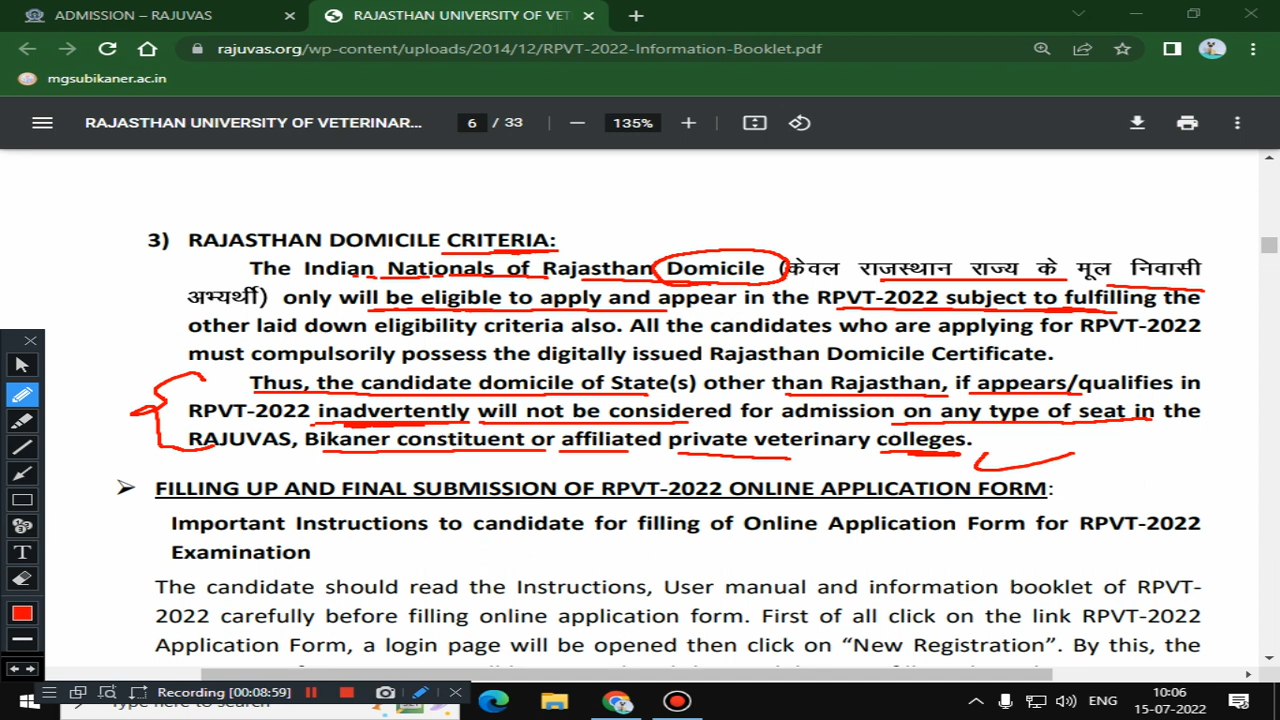 ADMISSION – RAJUVAS
RAJASTHAN UNIVERSITY OF VET
rajuvas.org/wp-content/uploads/2014/12/RPVT-2022-Information-Booklet.pdf
mgsubikaner.ac.in
RAJASTHAN UNIVERSITY OF VETERINAR... 6 / 33 135%
3) RAJASTHAN DOMICILE CRITERIA:
The Indian Nationals of Rajasthan Domicile (केवल राजस्थान राज्य के मूल निवासी
अभ्यर्थी) only will be eligible to apply and appear in the RPVT-2022 subject to fulfilling the
other laid down eligibility criteria also. All the candidates who are applying for RPVT-2022
must compulsorily possess the digitally issued Rajasthan Domicile Certificate.
Thus, the candidate domicile of State(s) other than Rajasthan, if appears/qualifies in
RPVT-2022 inadvertently will not be considered for admission on any type of seat in the
RAJUVAS, Bikaner constituent or affiliated private veterinary colleges.
➢ FILLING UP AND FINAL SUBMISSION OF RPVT-2022 ONLINE APPLICATION FORM:
Important Instructions to candidate for filling of Online Application Form for RPVT-2022
Examination
The candidate should read the Instructions, User manual and information booklet of RPVT-
2022 carefully before filling online application form. First of all click on the link RPVT-2022
Application Form, a login page will be opened then click on “New Registration”. By this, the
Recording [00:08:59]
Type here to search
ENG
10:06
15-07-2022